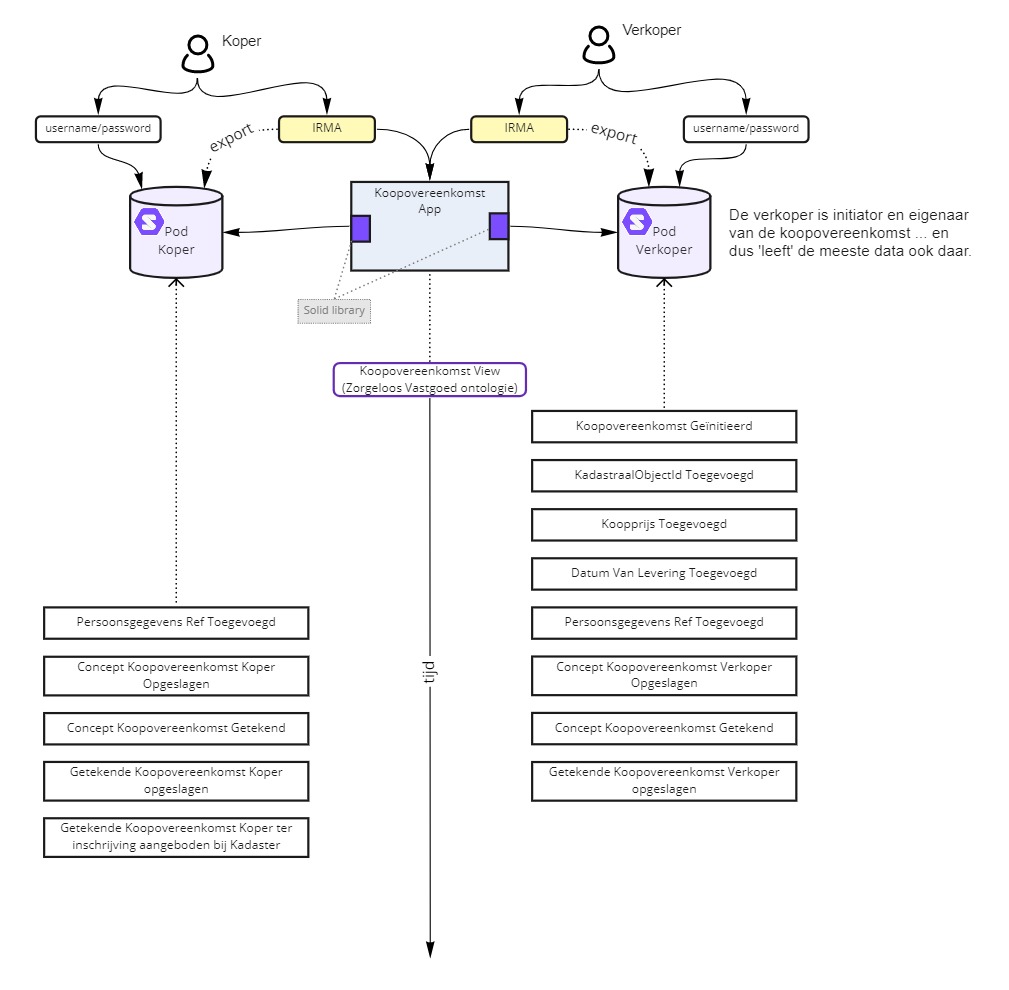 Koper
Verkoper
username/password
export
IRMA
IRMA
export
username/password
Koopovereenkomst
App
S
Pod
Koper
S
Pod
Verkoper
De verkoper is initiator en eigenaar
van de koopovereenkomst ... en
dus 'leeft' de meeste data ook daar.
Solid library
Koopovereenkomst View
(Zorgeloos Vastgoed ontologie)
Koopovereenkomst Geïnitieerd
KadastraalObjectId Toegevoegd
Koopprijs Toegevoegd
Datum Van Levering Toegevoegd
Persoonsgegevens Ref Toegevoegd
Concept Koopovereenkomst Verkoper
Opgeslagen
Concept Koopovereenkomst Getekend
Getekende Koopovereenkomst Verkoper
opgeslagen
tijd
Persoonsgegevens Ref Toegevoegd
Concept Koopovereenkomst Koper
Opgeslagen
Concept Koopovereenkomst Getekend
Getekende Koopovereenkomst Koper
opgeslagen
Getekende Koopovereenkomst Koper ter
inschrijving aangeboden bij Kadaster